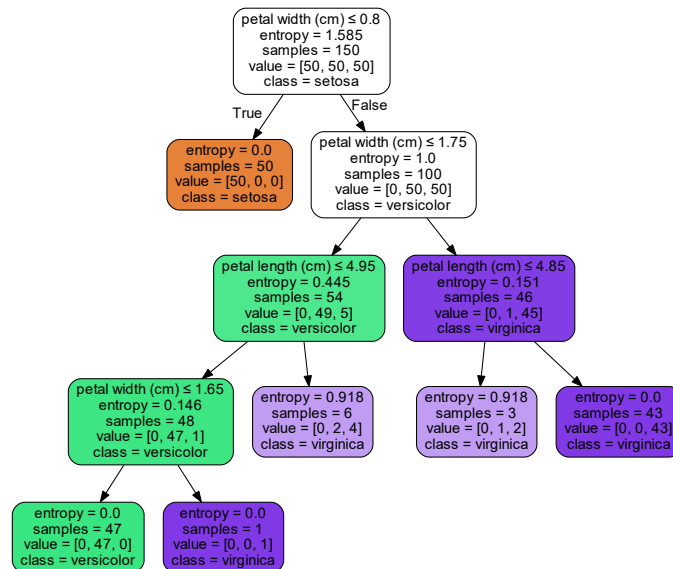 petal width (cm) ≤ 0.8
entropy = 1.585
samples = 150
value = [50, 50, 50]
class = setosa
True
False
entropy = 0.0
samples = 50
value = [50, 0, 0]
class = setosa
petal width (cm) ≤ 1.75
entropy = 1.0
samples = 100
value = [0, 50, 50]
class = versicolor
petal length (cm) ≤ 4.95
entropy = 0.445
samples = 54
value = [0, 49, 5]
class = versicolor
petal length (cm) ≤ 4.85
entropy = 0.151
samples = 46
value = [0, 1, 45]
class = virginica
petal width (cm) ≤ 1.65
entropy = 0.146
samples = 48
value = [0, 47, 1]
class = versicolor
entropy = 0.918
samples = 6
value = [0, 2, 4]
class = virginica
entropy = 0.918
samples = 3
value = [0, 1, 2]
class = virginica
entropy = 0.0
samples = 43
value = [0, 0, 43]
class = virginica
entropy = 0.0
samples = 47
value = [0, 47, 0]
class = versicolor
entropy = 0.0
samples = 1
value = [0, 0, 1]
class = virginica